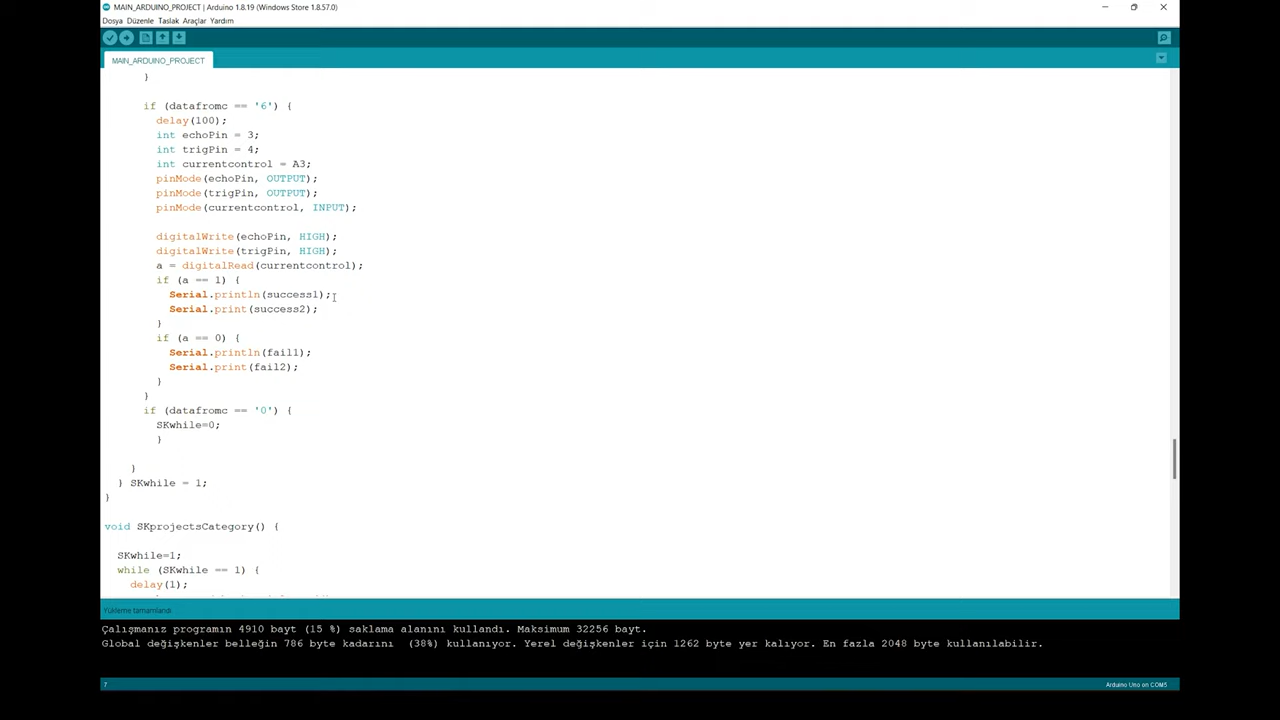 MAIN_ARDUINO_PROJECT | Arduino 1.8.19 (Windows Store 1.8.57.0)
Dosya Düzenle Taslak Araçlar Yardım
MAIN_ARDUINO_PROJECT
}
if (datafromc == '6') {
delay(100);
int echoPin = 3;
int trigPin = 4;
int currentcontrol = A3;
pinMode(echoPin, OUTPUT);
pinMode(trigPin, OUTPUT);
pinMode(currentcontrol, INPUT);
digitalWrite(echoPin, HIGH);
digitalWrite(trigPin, HIGH);
a = digitalRead(currentcontrol);
if (a == 1) {
Serial.println(success1);
Serial.print(success2);
}
if (a == 0) {
Serial.println(fail1);
Serial.print(fail2);
}
}
if (datafromc == '0') {
SKwhile=0;
}
}
} SKwhile = 1;
}
void SKprojectsCategory() {
SKwhile=1;
while (SKwhile == 1) {
delay(1);
Yükleme tamamlandı
Çalışmanız programın 4910 bayt (15 %) saklama alanını kullandı. Maksimum 32256 bayt.
Global değişkenler belleğin 786 byte kadarını (38%) kullanıyor. Yerel değişkenler için 1262 byte yer kalıyor. En fazla 2048 byte kullanılabilir.
7
Arduino Uno on COM5